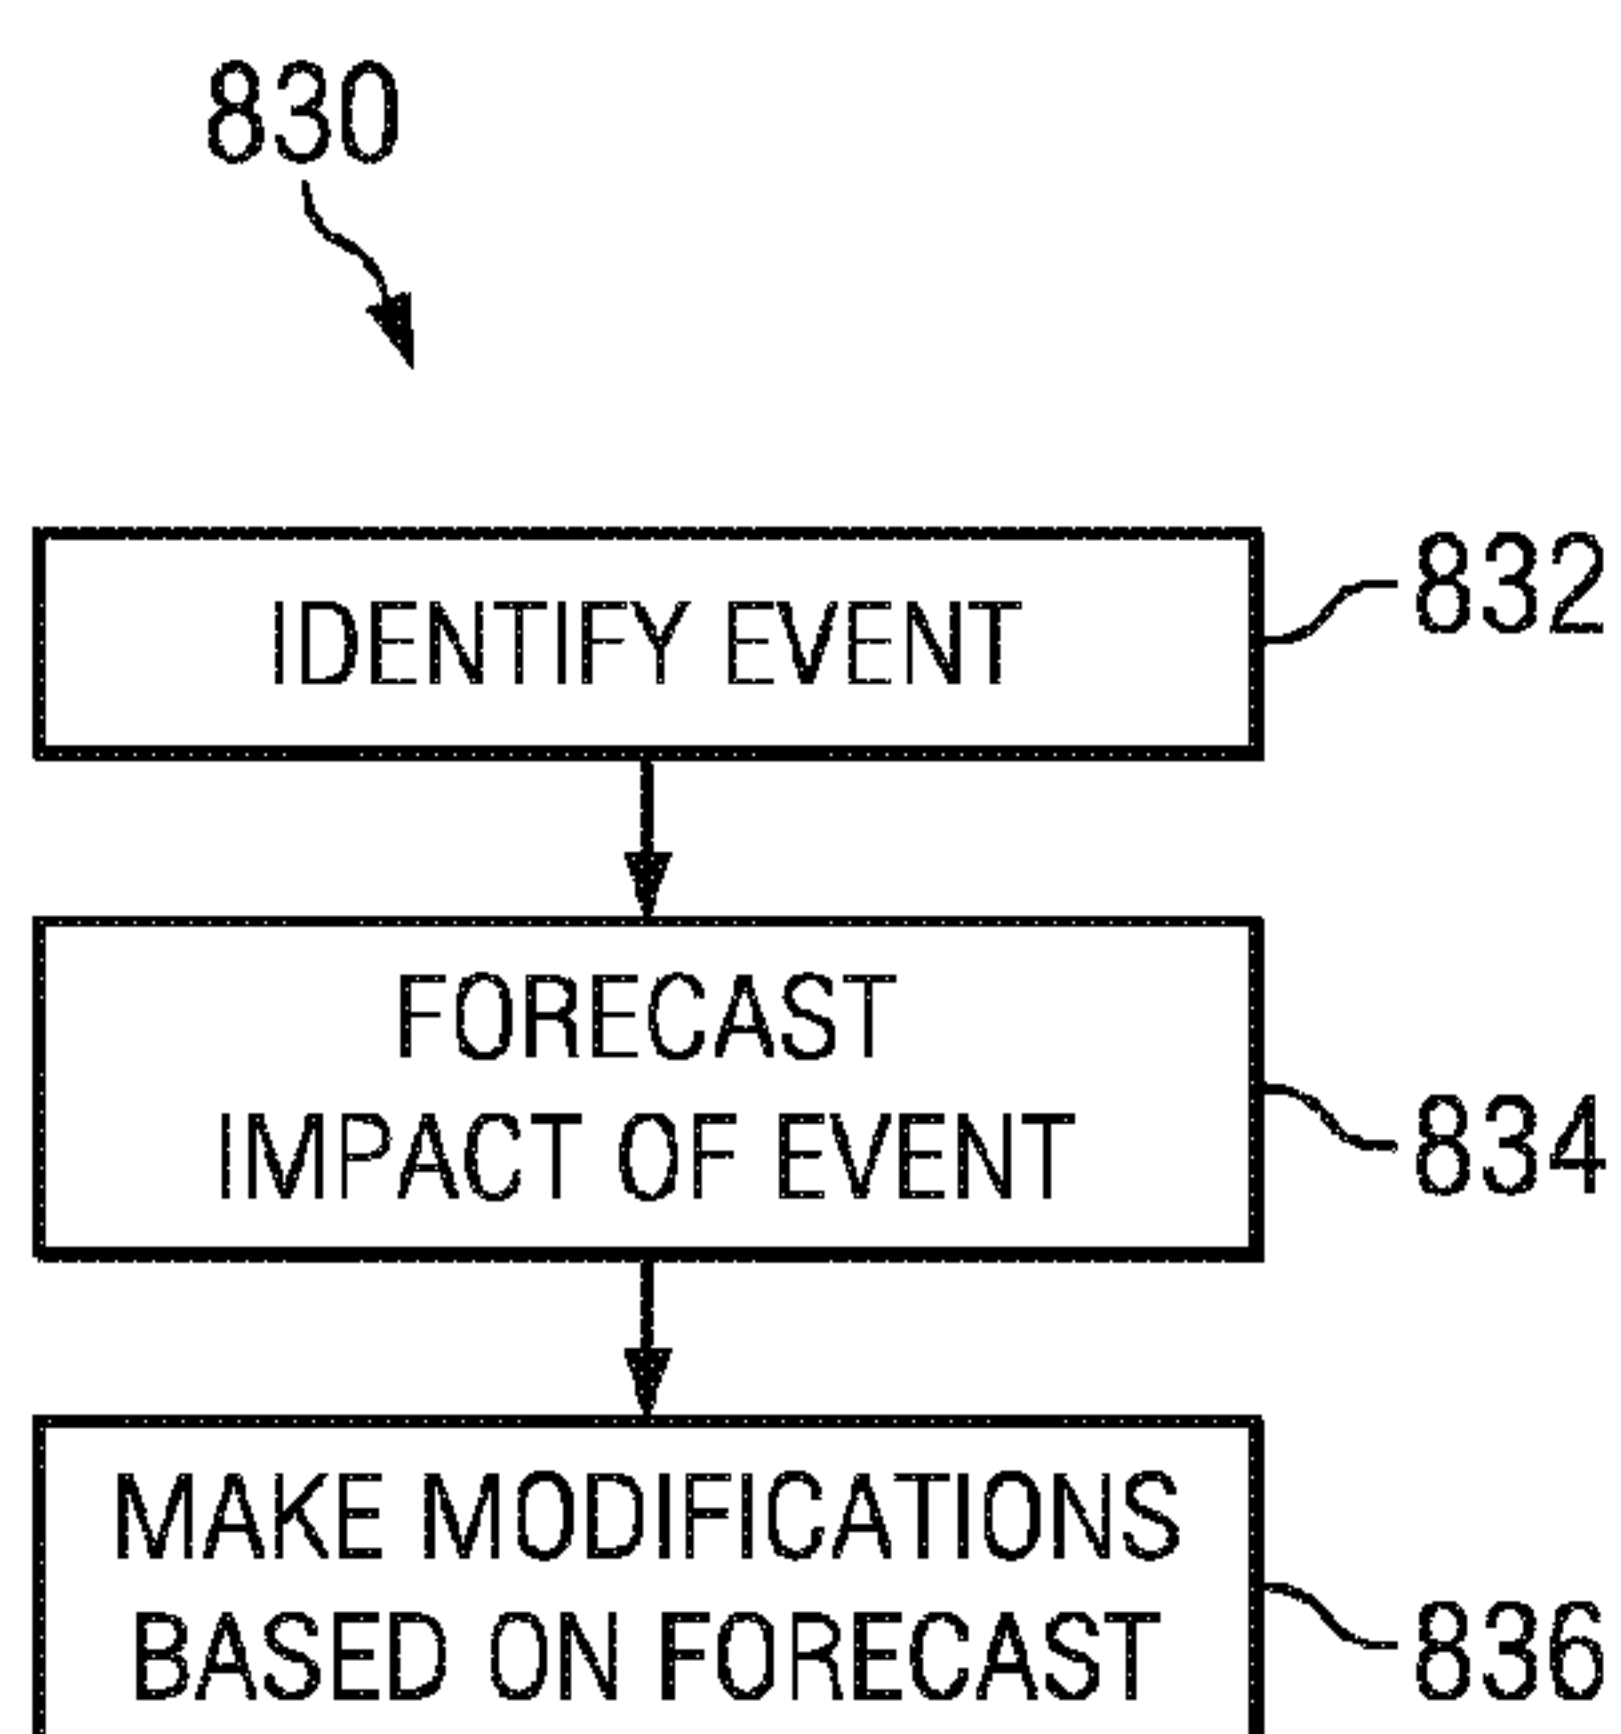 830
IDENTIFY EVENT
832
FORECAST
IMPACT OF EVENT
834
MAKE MODIFICATIONS
BASED ON FORECAST
836